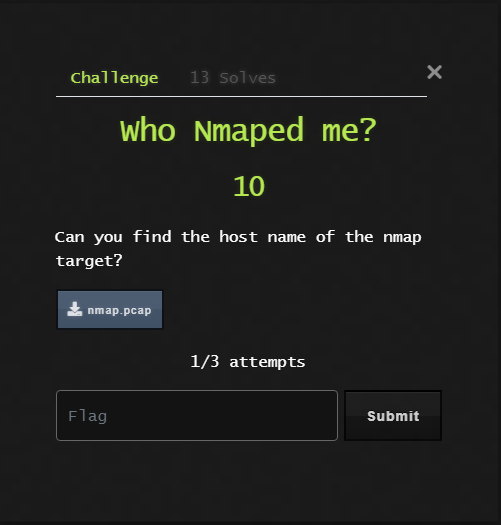 Challenge 13 Solves ×
Who Nmaped me?
10
Can you find the host name of the nmap
target?
nmap.pcap
1/3 attempts
Flag Submit